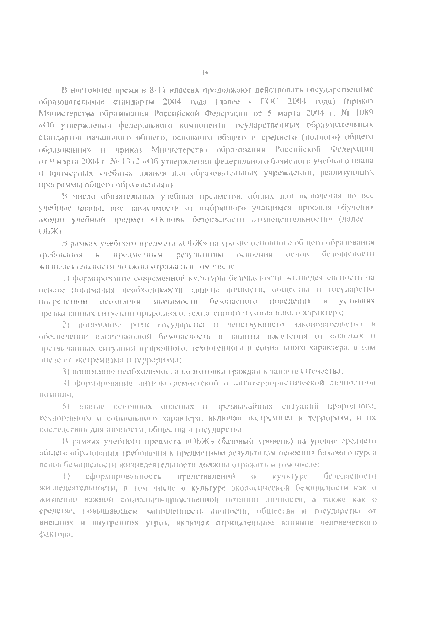 В настоящее время в 8-11 классах продолжают действовать государственные
образовательные стандарты 2004 года (далее - ГОС 2004 года) (приказ
Министерства образования Российской Федерации от 5 марта 2004 г. № 1089
«Об утверждении федерального компонента государственных образовательных
стандартов начального общего, основного общего и среднего (полного) общего
образования» и приказ Министерства образования Российской Федерации
от 9 марта 2004 г. № 1312 «Об утверждении федерального базисного учебного плана
и примерных учебных планов для образовательных учреждений, реализующих
программы общего образования»).
В число обязательных учебных предметов, общих для включения во все
учебные планы, вне зависимости от выбранного учащимся профиля обучения
входит учебный предмет «Основы безопасности жизнедеятельности» (далее -
ОБЖ).
В рамках учебного предмета «ОБЖ» на уровне основного общего образования
требования к предметным результатам освоения основ безопасности
жизнедеятельности должны отражать в том числе:
1) формирование современной культуры безопасности жизнедеятельности на
основе понимания необходимости защиты личности, общества и государства
посредством осознания значимости безопасного поведения в условиях
чрезвычайных ситуаций природного, техногенного и социального характера;
2) понимание роли государства и действующего законодательства в
обеспечении национальной безопасности и защиты населения от опасных и
чрезвычайных ситуаций природного, техногенного и социального характера, в том
числе от экстремизма и терроризма;
3) понимание необходимости подготовки граждан к защите Отечества;
4) формирование антиэкстремистской и антитеррористической личностной
позиции;
5) знание основных опасных и чрезвычайных ситуаций природного,
техногенного и социального характера, включая экстремизм и терроризм, и их
последствия для личности, общества и государства.
В рамках учебного предмета «ОБЖ» (базовый уровень) на уровне среднего
общего образования требования к предметным результатам освоения базового курса
основ безопасности жизнедеятельности должны отражать в том числе:
1) сформированность представлений о культуре безопасности
жизнедеятельности, в том числе о культуре экологической безопасности как о
жизненно важной социально-нравственной позиции личности, а также как о
средстве, повышающем защищенность личности, общества и государства от
внешних и внутренних угроз, включая отрицательное влияние человеческого
фактора;